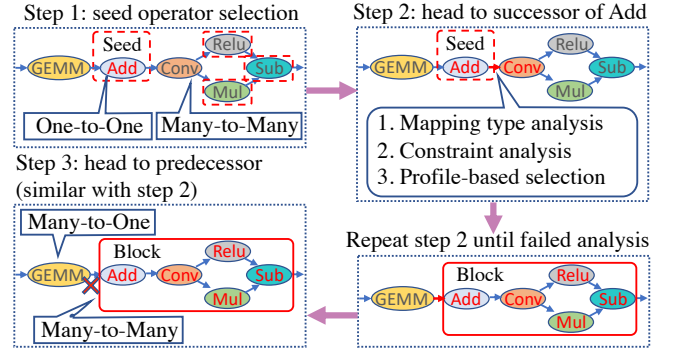 Step 1: seed operator selection
Seed
Relu
GEMM
Add
Conv
Sub
Mul
One-to-One
Many-to-Many
Step 2: head to successor of Add
Seed
Relu
GEMM
Add
Conv
Sub
Mul
1. Mapping type analysis
2. Constraint analysis
3. Profile-based selection
Step 3: head to predecessor
(similar with step 2)
Many-to-One
Block
Relu
GEMM
Add
Conv
Sub
Mul
Many-to-Many
Repeat step 2 until failed analysis
Block
Relu
GEMM
Add
Conv
Sub
Mul